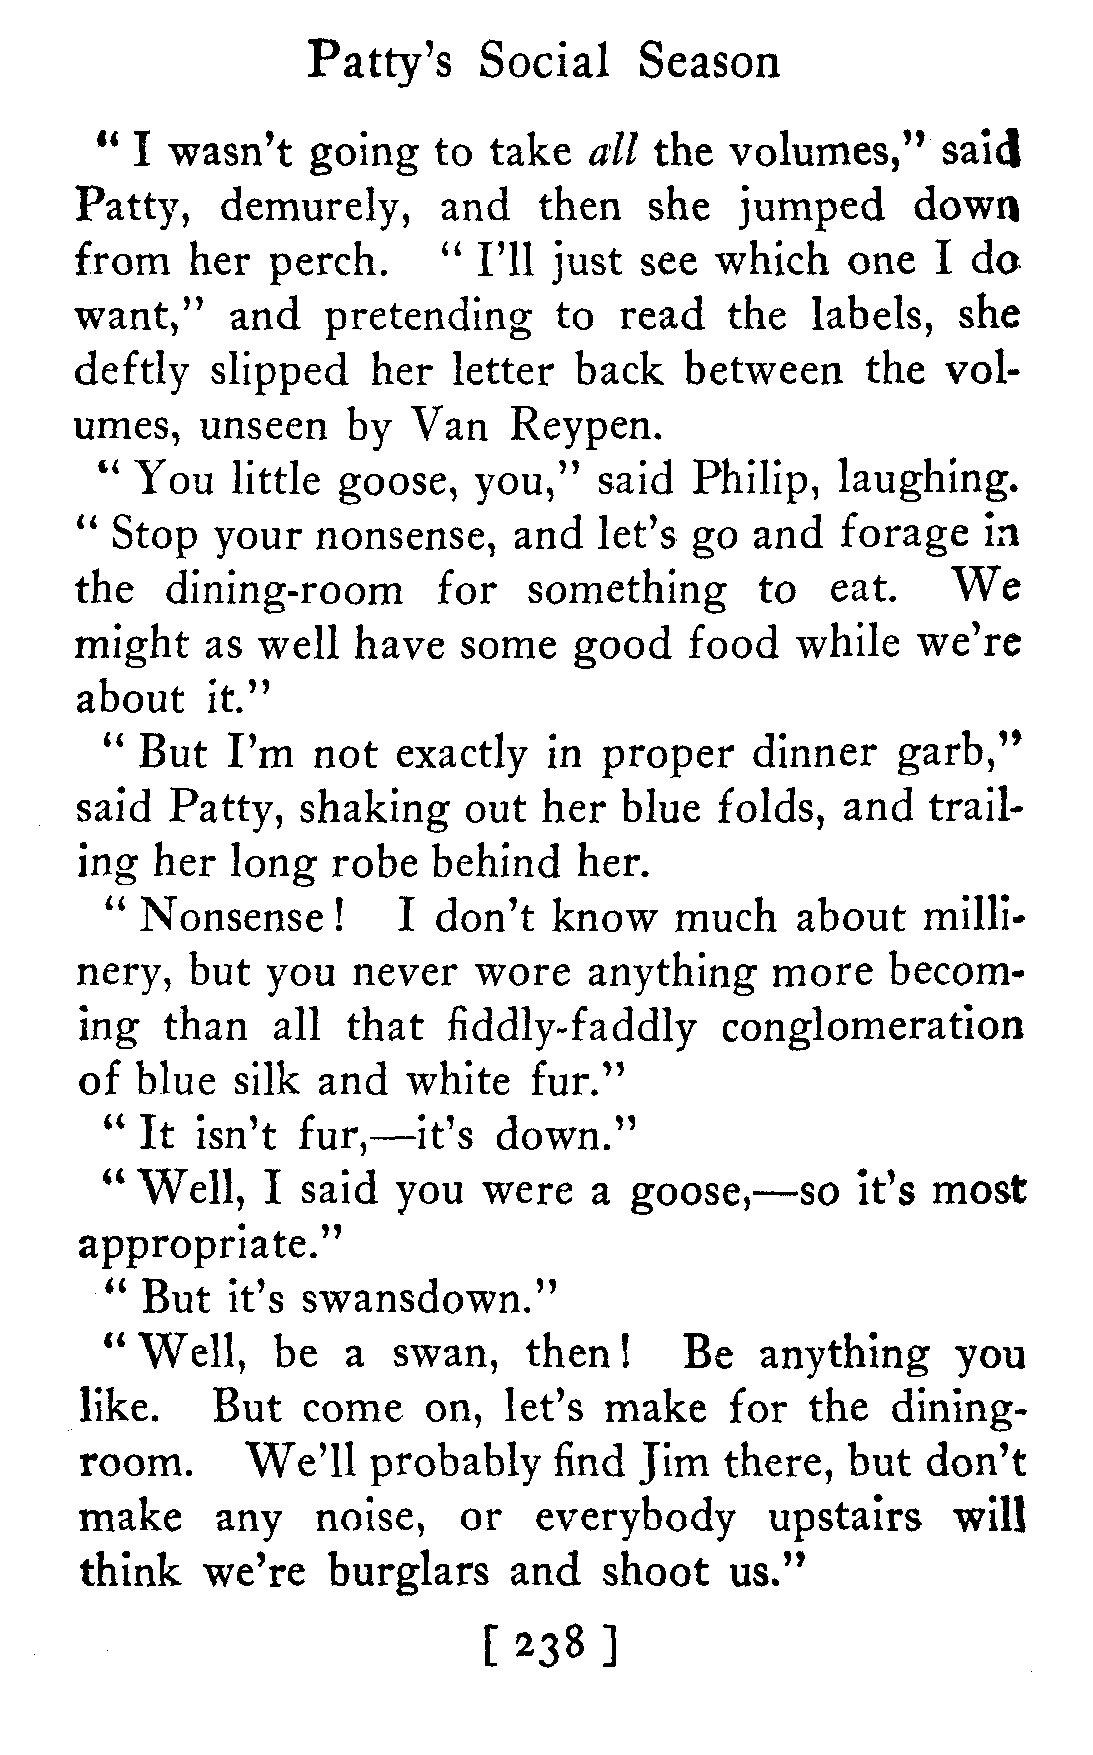 Patty's Social Season
" I wasn't going to take all the volumes," said
Patty, demurely, and then she jumped down
from her perch. " I'll just see which one I do
want," and pretending to read the labels, she
deftly slipped her letter back between the vol-
umes, unseen by Van Reypen.
" You little goose, you," said Philip, laughing.
" Stop your nonsense, and let's go and forage in
the dining-room for something to eat. We
might as well have some good food while we're
about it."
" But I'm not exactly in proper dinner garb,"
said Patty, shaking out her blue folds, and trail-
ing her long robe behind her.
" Nonsense ! I don't know much about milli-
nery, but you never wore anything more becom-
ing than all that fiddly-faddly conglomeration
of blue silk and white fur."
" It isn't fur,—it's down."
" Well, I said you were a goose,—so it's most
appropriate."
" But it's swansdown."
" Well, be a swan, then ! Be anything you
like. But come on, let's make for the dining-
room. We'll probably find Jim there, but don't
make any noise, or everybody upstairs will
think we're burglars and shoot us."
[ 238 ]